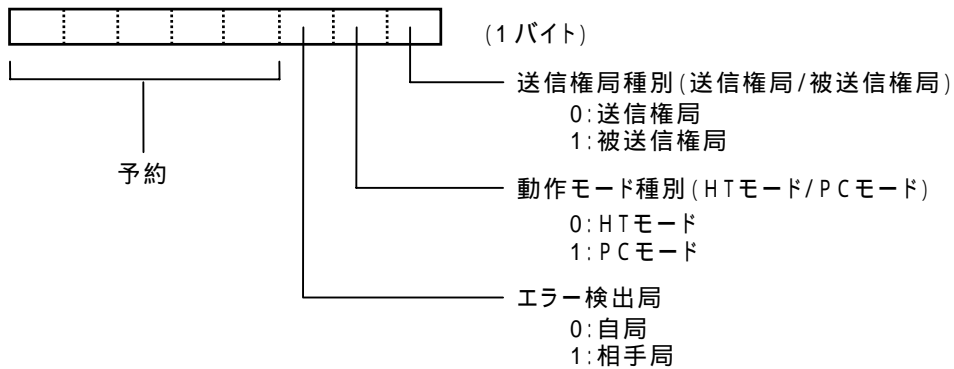 (1バイト)
送信権局種別(送信権局/被送信権局)
0:送信権局
1:被送信権局
予約
動作モード種別(HTモード/PCモード)
0:HTモード
1:PCモード
エラー検出局
0:自局
1:相手局